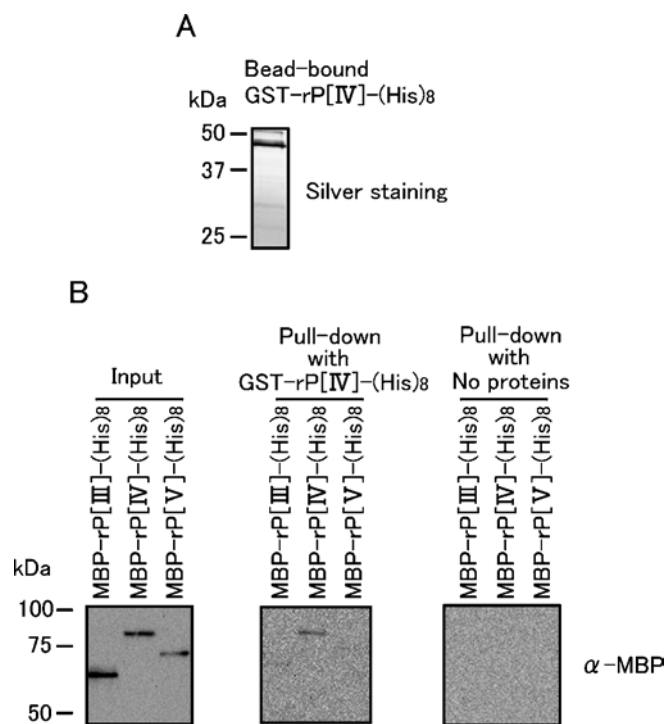 A
Bead-bound
GST-rP[Ⅳ]-(His)8
kDa
50
37
25
Silver staining
B
Input
Pull-down
with
GST-rP[Ⅳ]-(His)8
Pull-down
with
No proteins
MBP-rP[Ⅲ]-(His)8
MBP-rP[Ⅳ]-(His)8
MBP-rP[Ⅴ]-(His)8
MBP-rP[Ⅲ]-(His)8
MBP-rP[Ⅳ]-(His)8
MBP-rP[Ⅴ]-(His)8
MBP-rP[Ⅲ]-(His)8
MBP-rP[Ⅳ]-(His)8
MBP-rP[Ⅴ]-(His)8
kDa
100
75
50
α-MBP